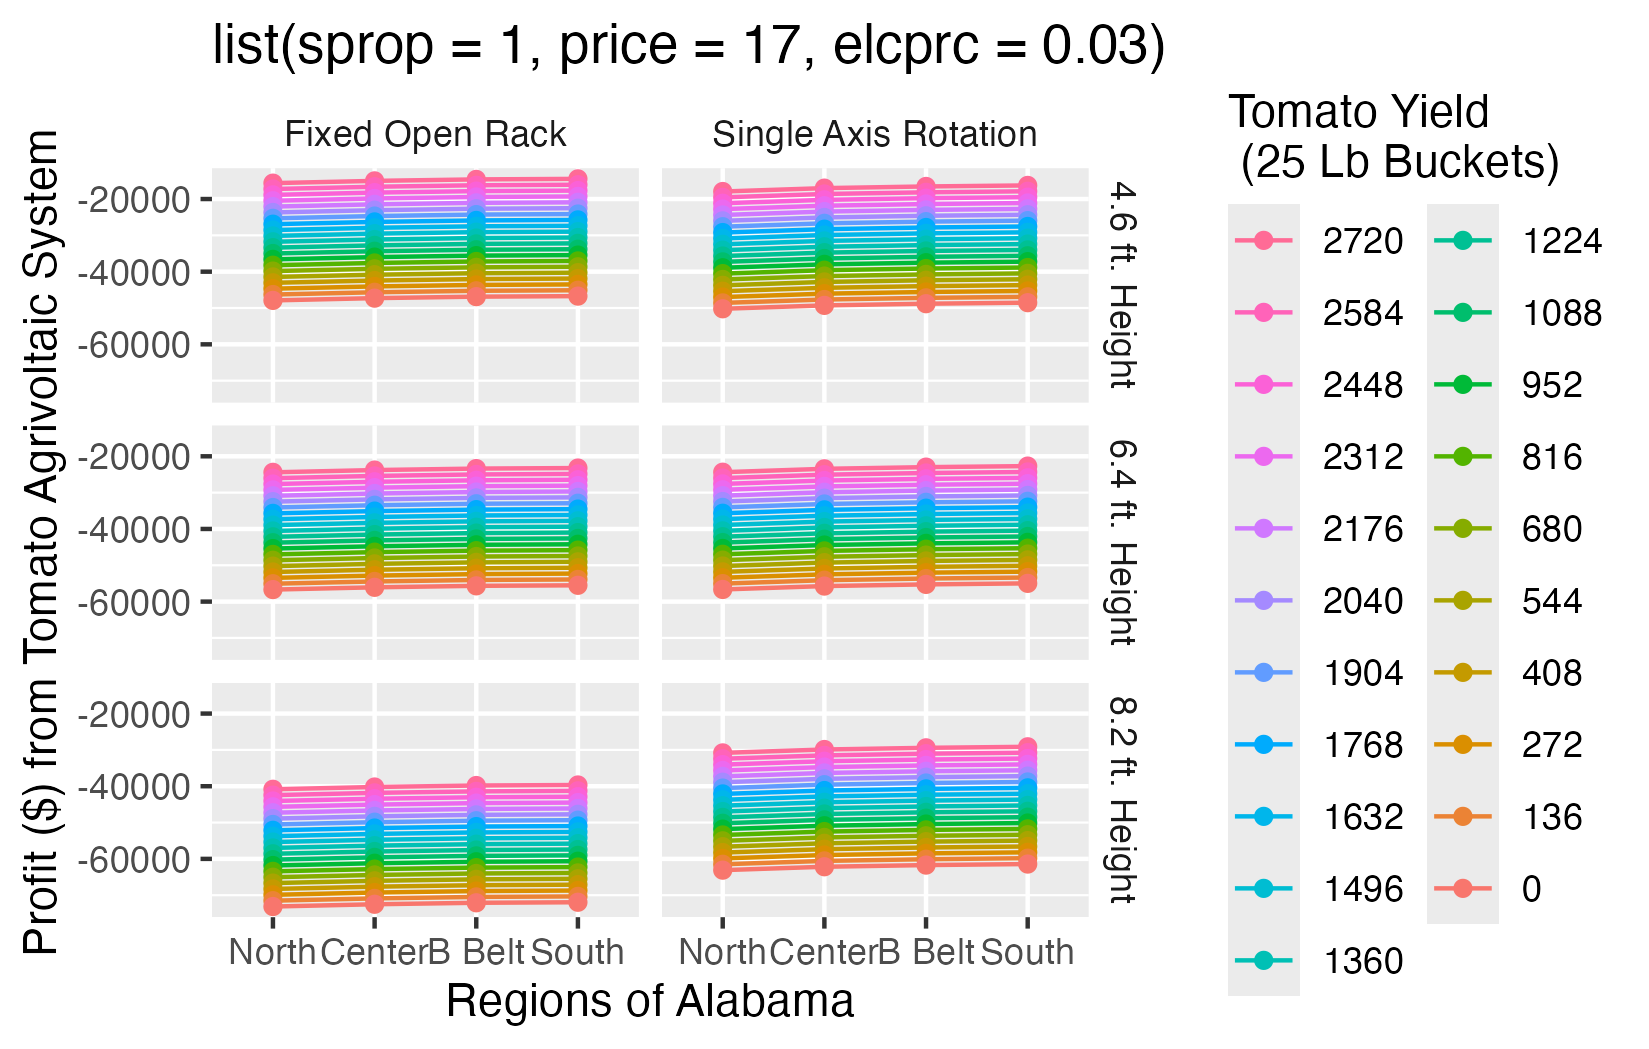 list(sprop = 1, price = 17, elcprc = 0.03)
Fixed Open Rack
Single Axis Rotation
Profit ($) from Tomato Agrivoltaic System
-20000
-40000
-60000
4.6 ft. Height
-20000
-40000
-60000
6.4 ft. Height
-20000
-40000
-60000
8.2 ft. Height
North Center B Belt South
North Center B Belt South
Regions of Alabama
Tomato Yield
(25 Lb Buckets)
2720
2584
2448
2312
2176
2040
1904
1768
1632
1496
1360
1224
1088
952
816
680
544
408
272
136
0